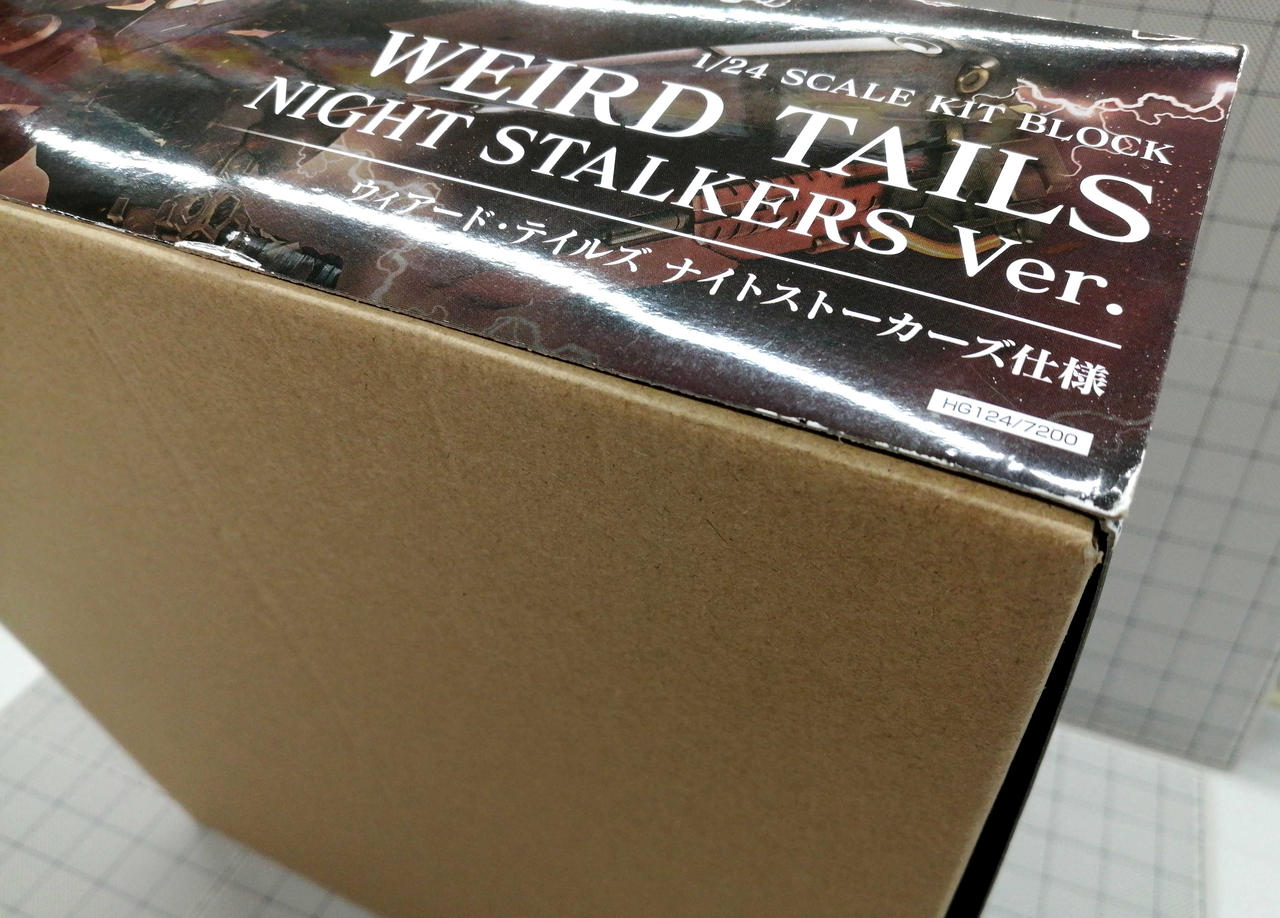 1/24 SCALE KIT BLOCK
WEIRD TAILS
NIGHT STALKERS Ver.
ウィアード・テイルズ ナイトストーカーズ仕様
HG124/7200